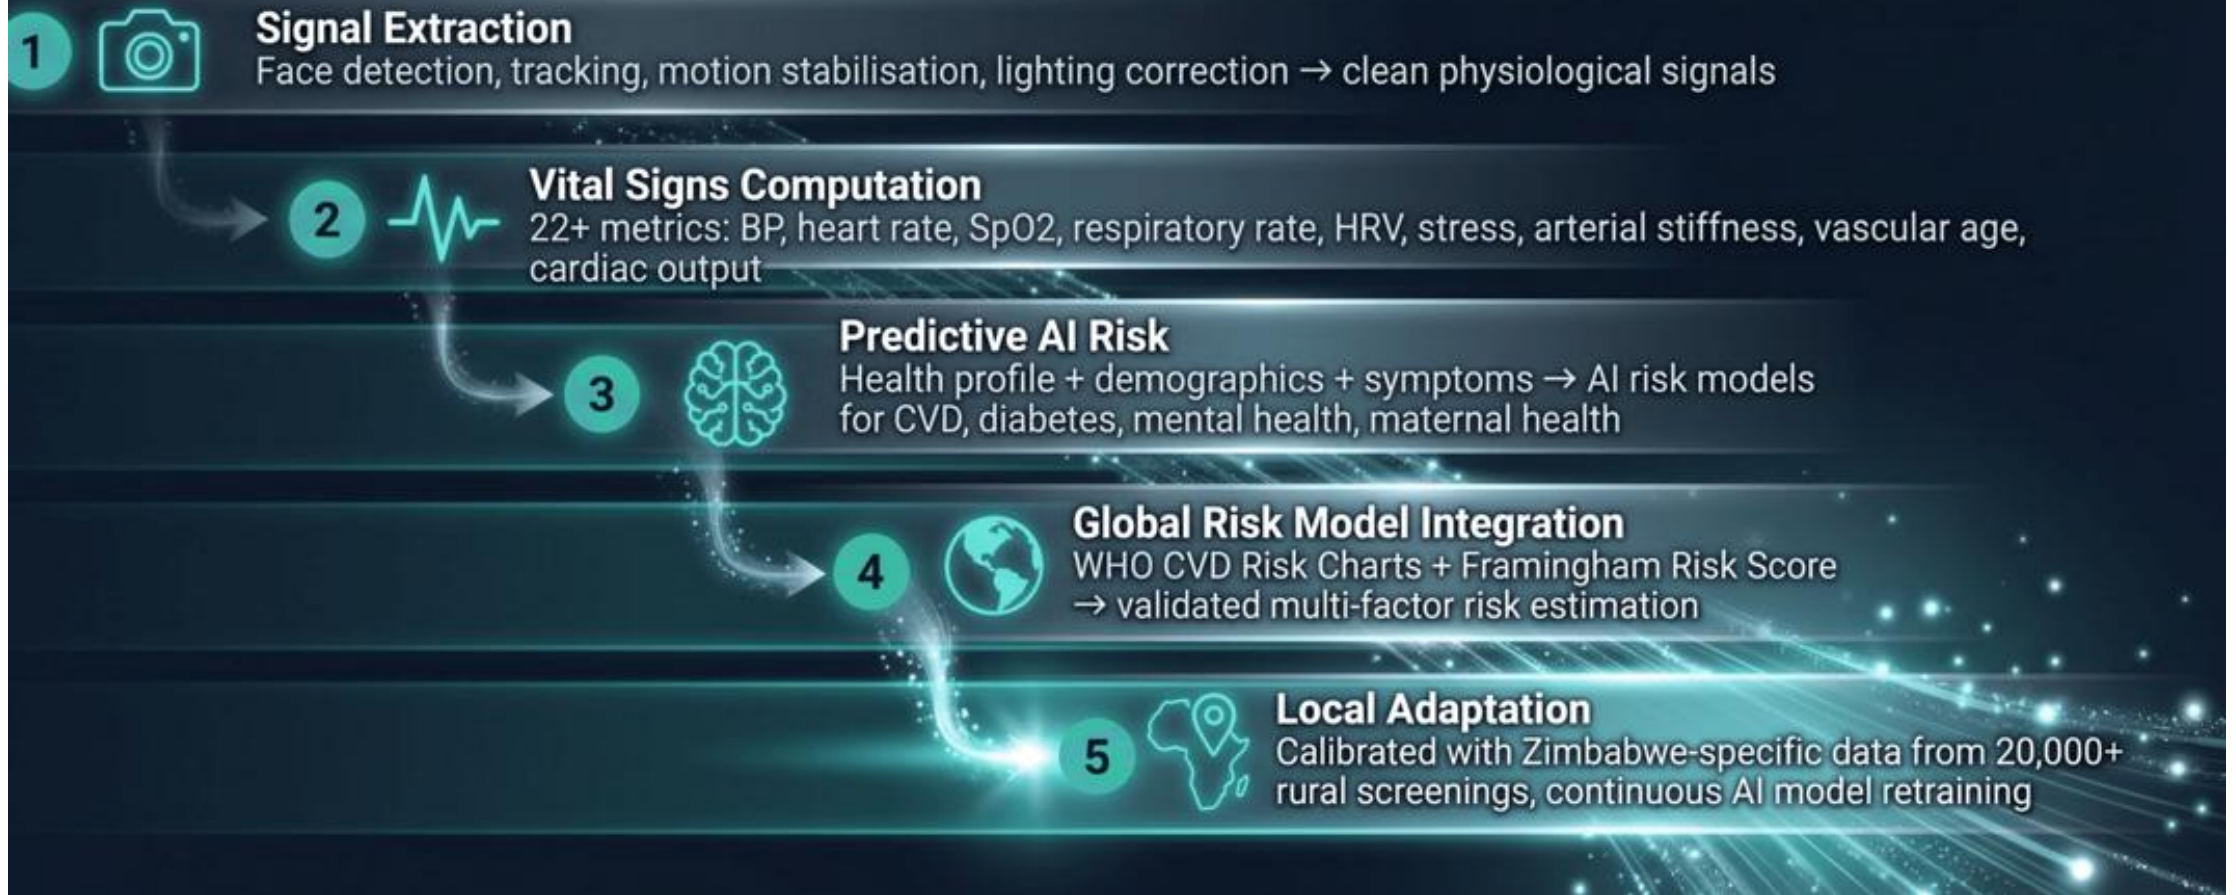 1
Signal Extraction
Face detection, tracking, motion stabilisation, lighting correction → clean physiological signals
2
Vital Signs Computation
22+ metrics: BP, heart rate, SpO2, respiratory rate, HRV, stress, arterial stiffness, vascular age,
cardiac output
3
Predictive AI Risk
Health profile + demographics + symptoms → AI risk models
for CVD, diabetes, mental health, maternal health
4
Global Risk Model Integration
WHO CVD Risk Charts + Framingham Risk Score
→ validated multi-factor risk estimation
5
Local Adaptation
Calibrated with Zimbabwe-specific data from 20,000+
rural screenings, continuous AI model retraining